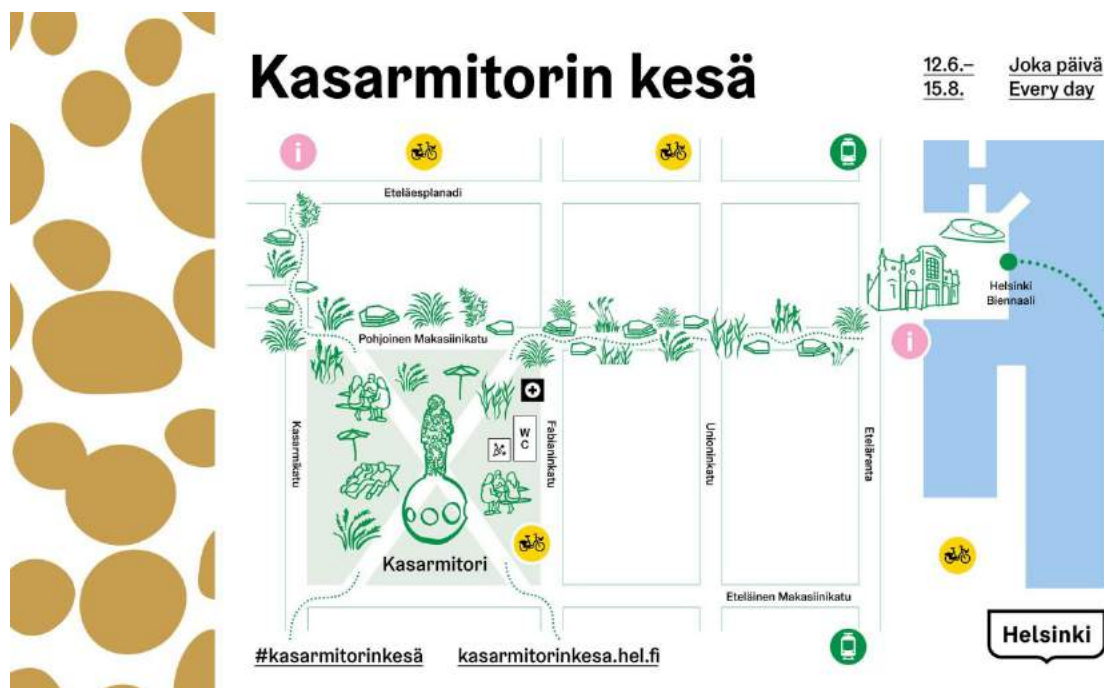 Kasarmitorin kesä
12.6.– Joka päivä
15.8. Every day
i
Eteläesplanadi
Helsinki
Biennaali
i
Pohjoinen Makasiinikatu
Kasarmikatu
W
C
Fabianinkatu
Unioninkatu
Eteläranta
Kasarmitori
Eteläinen Makasiinikatu
#kasarmitorinkesä kasarmitorinkesa.hel.fi
Helsinki